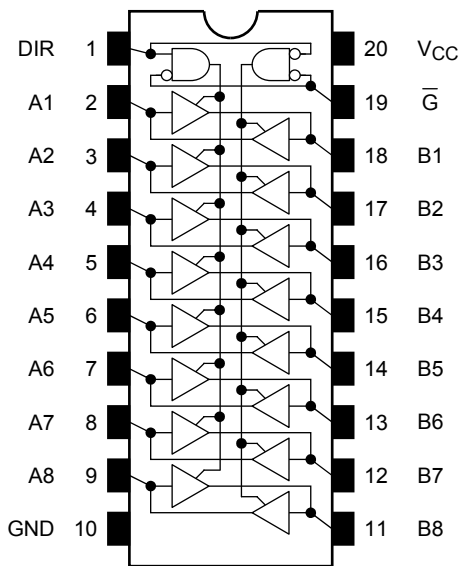 DIR 1 20 V_CC
A1 2 19 G̅
A2 3 18 B1
A3 4 17 B2
A4 5 16 B3
A5 6 15 B4
A6 7 14 B5
A7 8 13 B6
A8 9 12 B7
GND 10 11 B8